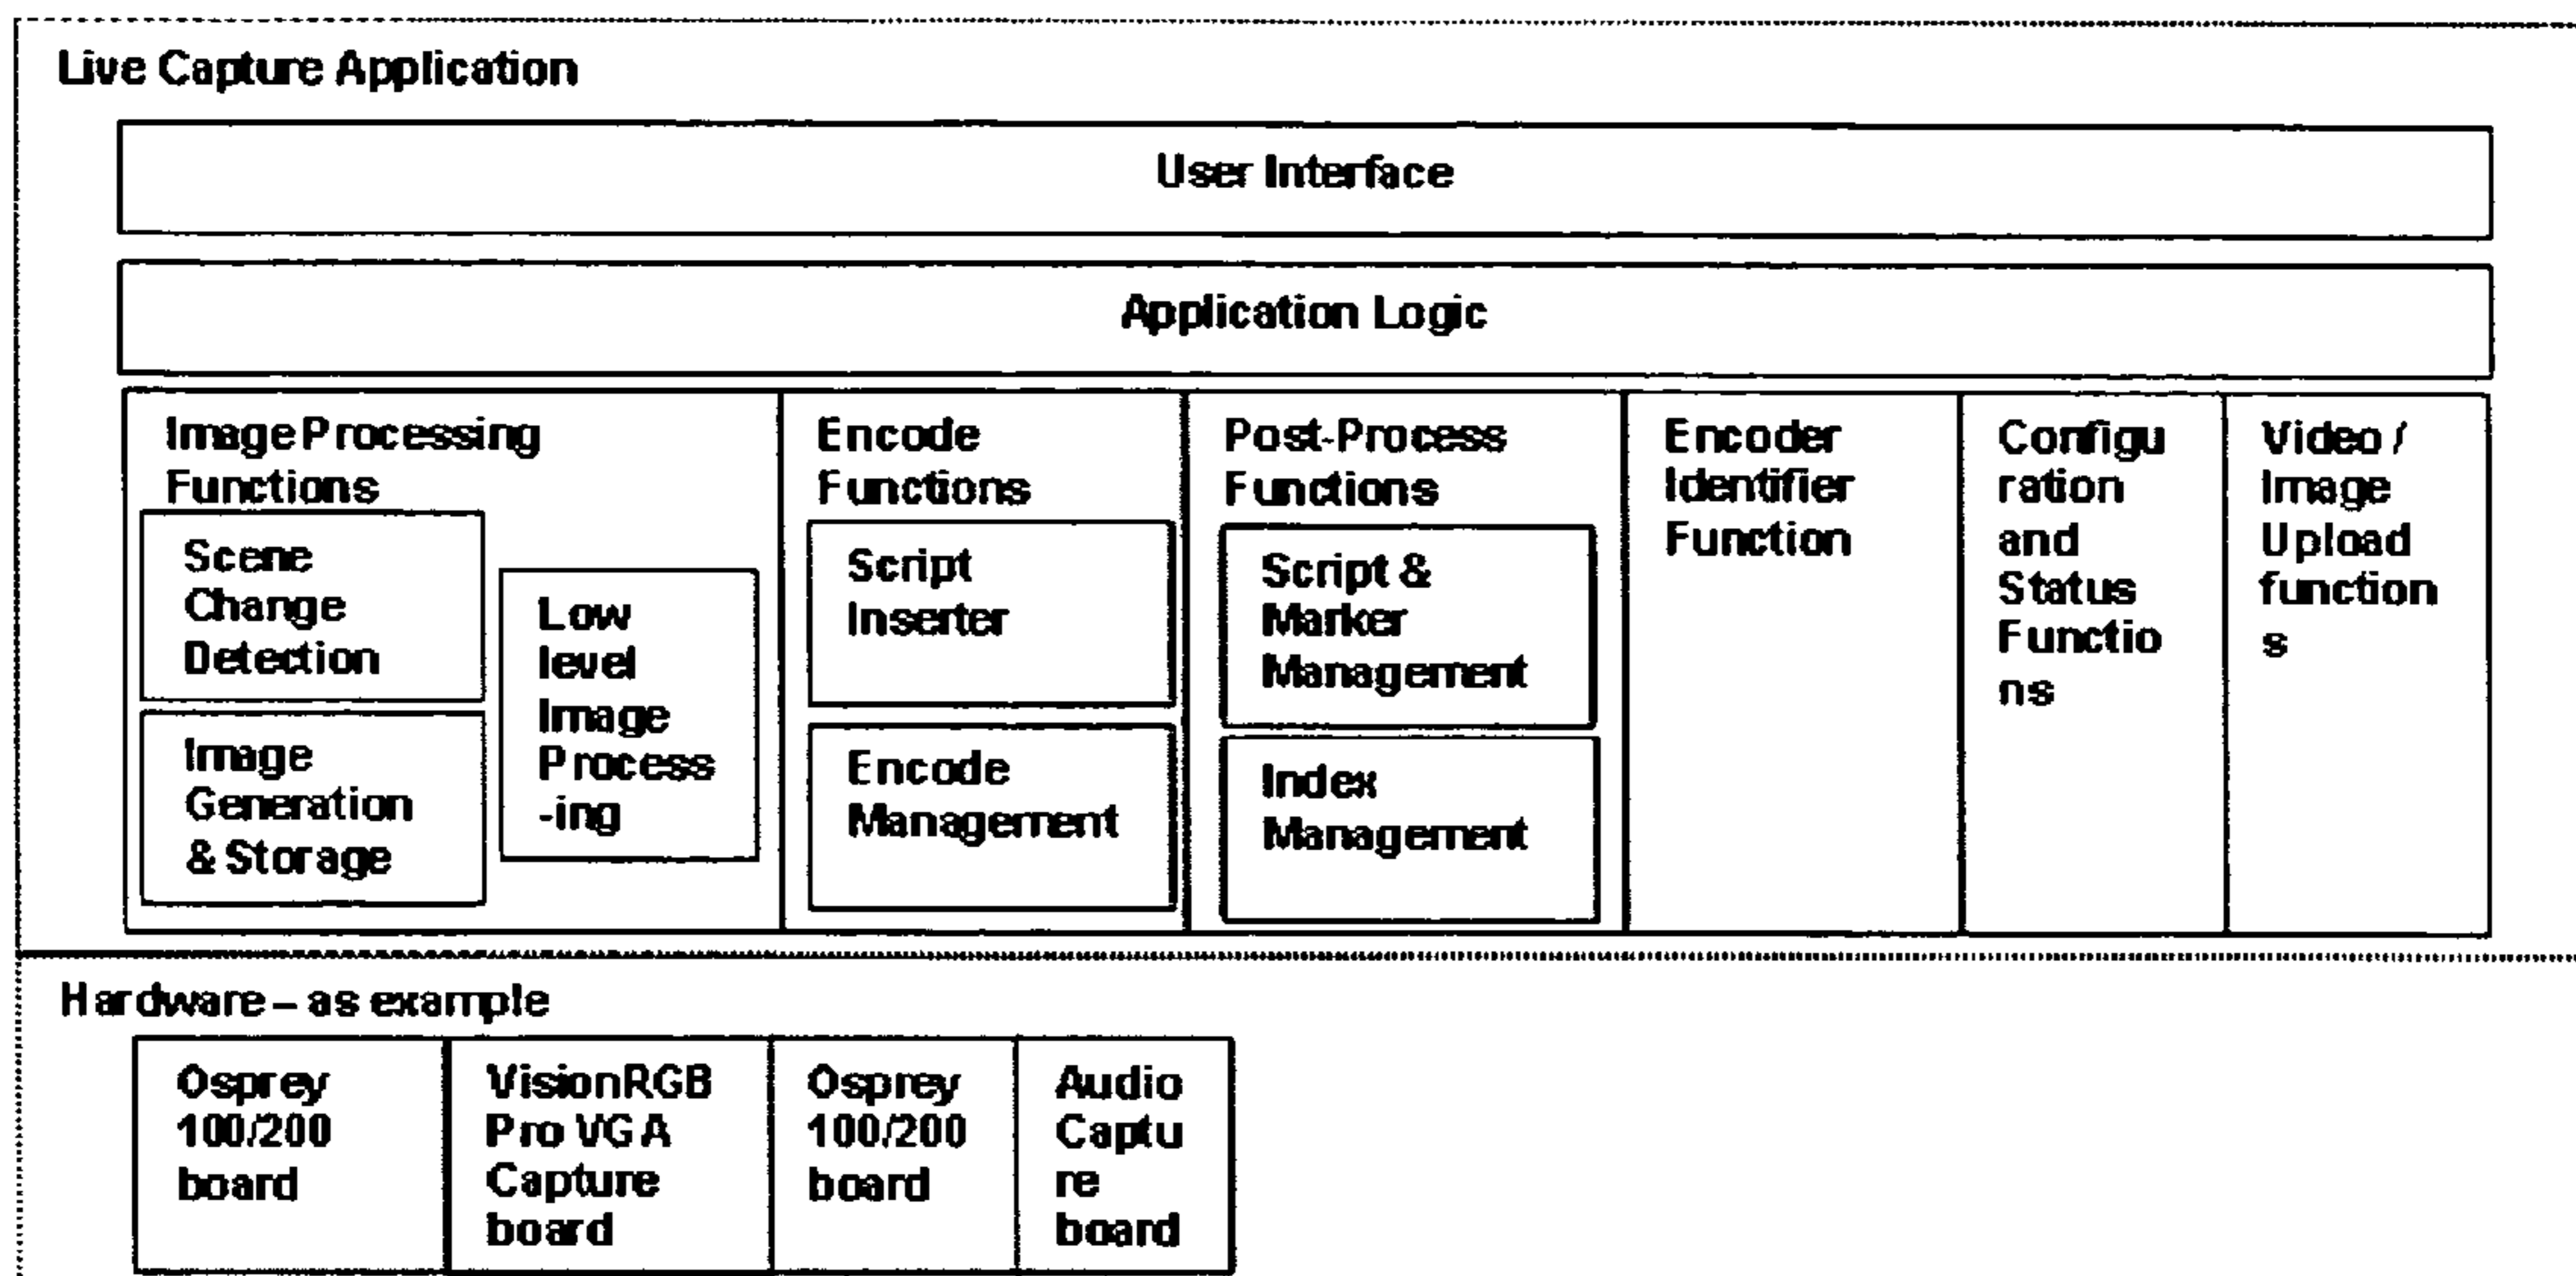 Live Capture Application
User Interface
Application Logic
Image Processing
Functions
Scene
Change
Detection
Image
Generation
& Storage
Low
level
Image
Process
-ing
Encode
Functions
Script
Inserter
Encode
Management
Post-Process
Functions
Script &
Marker
Management
Index
Management
Encoder
Identifier
Function
Configu
ration
and
Status
Functio
ns
Video /
Image
Upload
function
s
Hardware – as example
Osprey
100/200
board
VisionRGB
Pro VGA
Capture
board
Osprey
100/200
board
Audio
Captu
re
board